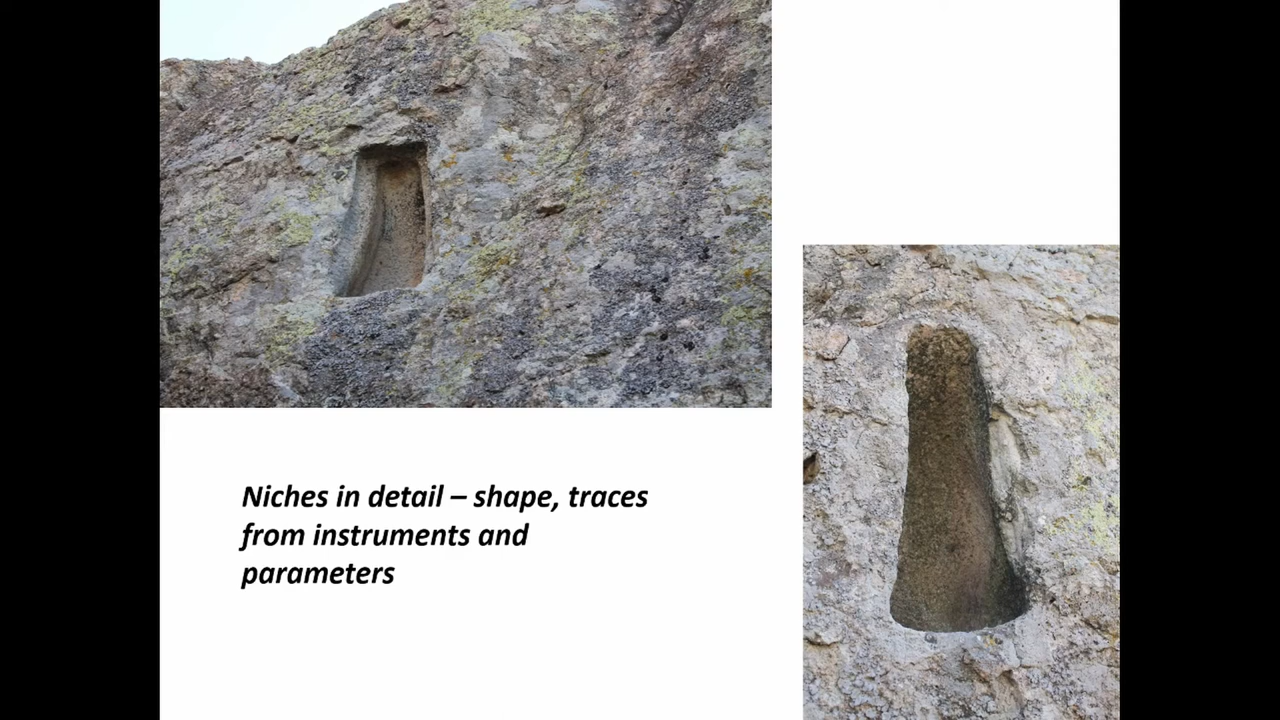 Niches in detail – shape, traces
from instruments and
parameters